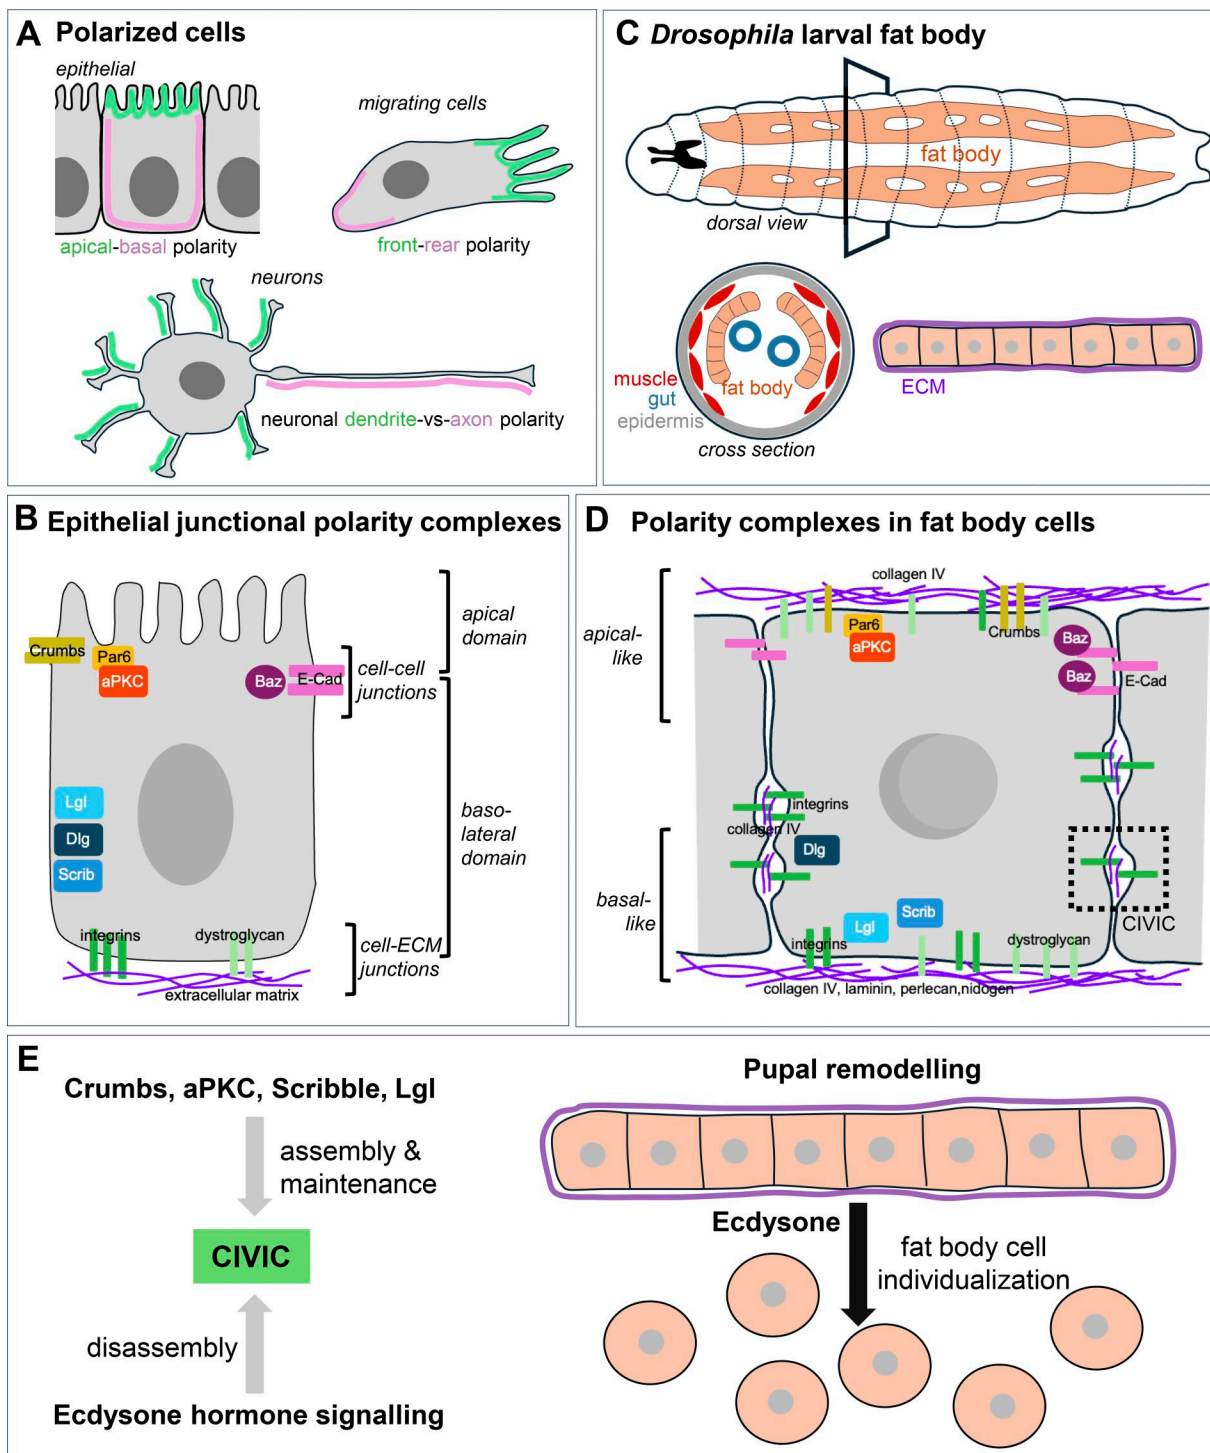 A Polarized cells
epithelial
migrating cells
apical-basal polarity
front-rear polarity
neurons
neuronal dendrite-vs-axon polarity
C Drosophila larval fat body
fat body
dorsal view
muscle
gut
epidermis
fat body
cross section
ECM
B Epithelial junctional polarity complexes
Crumbs
Par6
aPKC
Baz
E-Cad
apical
domain
cell-cell
junctions
Lgl
Dlg
Scrib
baso-
lateral
domain
integrins
dystroglycan
cell-ECM
junctions
extracellular matrix
D Polarity complexes in fat body cells
collagen IV
apical-
like
Par6
aPKC
Crumbs
Baz
Baz
E-Cad
integrins
collagen IV
Dlg
basal-
like
Scrib
Lgl
CIVIC
integrins
dystroglycan
collagen IV, laminin, perlecan,nidogen
E
Crumbs, aPKC, Scribble, Lgl
assembly &
maintenance
CIVIC
disassembly
Ecdysone hormone signalling
Pupal remodelling
Ecdysone
fat body cell
individualization